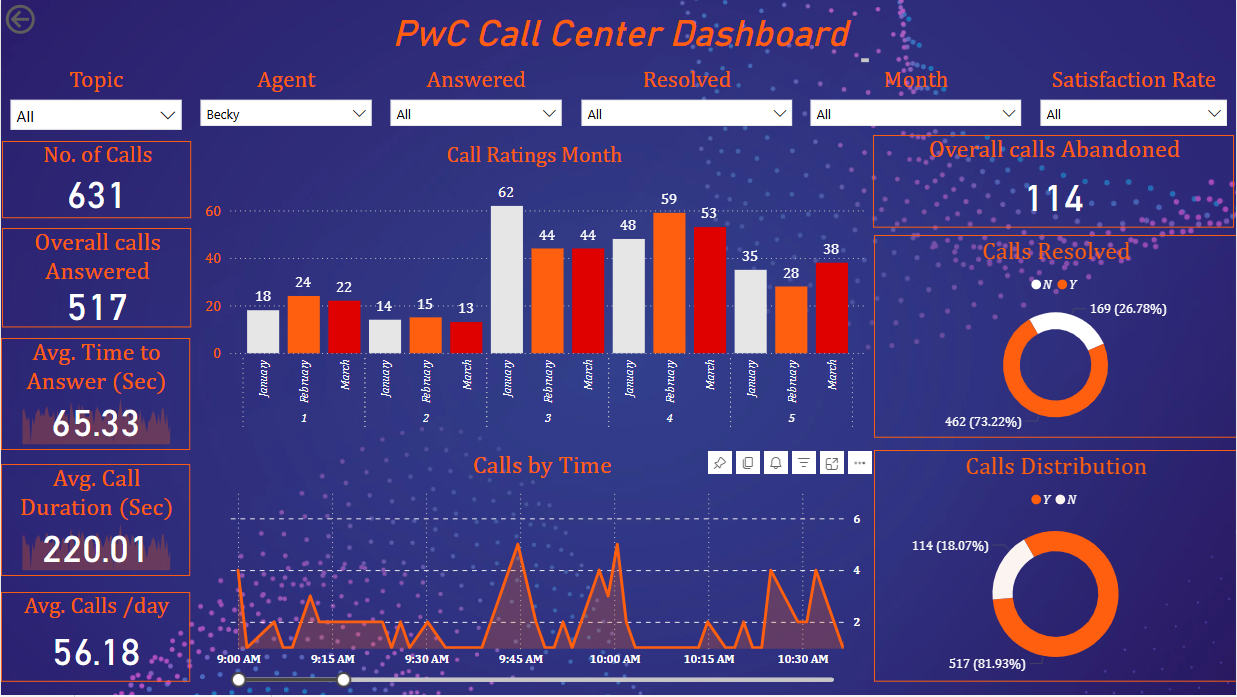 PwC Call Center Dashboard
Topic
Agent
Answered
Resolved
Month
Satisfaction Rate
All
Becky
All
All
All
All
No. of Calls
631
Overall calls
Answered
517
Avg. Time to
Answer (Sec)
65.33
Avg. Call
Duration (Sec)
220.01
Avg. Calls /day
56.18
Call Ratings Month
60
40
20
0
18
24
22
14
15
13
62
44
44
48
59
53
35
28
38
January
February
March
January
February
March
January
February
March
January
February
March
January
February
March
1
2
3
4
5
Calls by Time
6
4
2
9:00 AM
9:15 AM
9:30 AM
9:45 AM
10:00 AM
10:15 AM
10:30 AM
Overall calls Abandoned
114
Calls Resolved
N Y
169 (26.78%)
462 (73.22%)
Calls Distribution
Y N
114 (18.07%)
517 (81.93%)